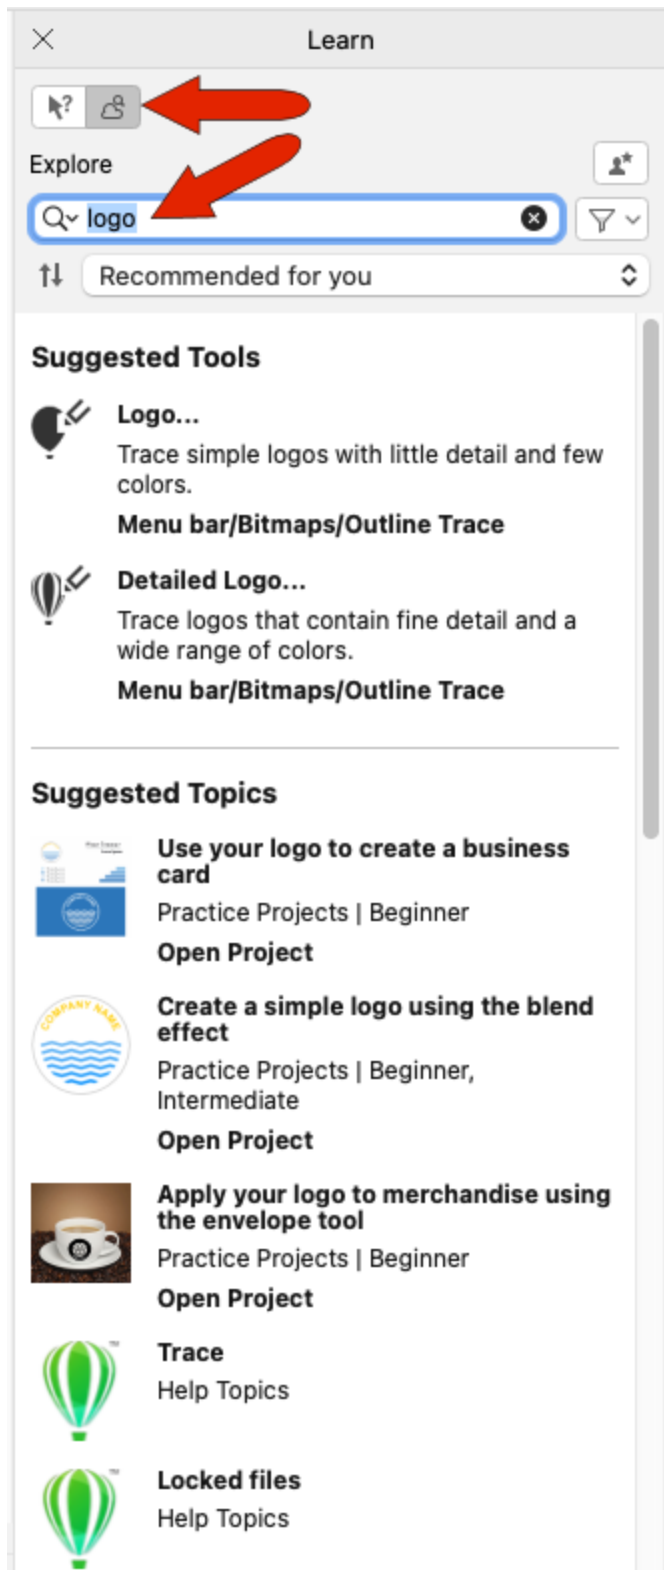 Learn
?
Explore
logo
Recommended for you
Suggested Tools
Logo...
Trace simple logos with little detail and few
colors.
Menu bar/Bitmaps/Outline Trace
Detailed Logo...
Trace logos that contain fine detail and a
wide range of colors.
Menu bar/Bitmaps/Outline Trace
Suggested Topics
Use your logo to create a business
card
Practice Projects | Beginner
Open Project
COMPANY NAME
Create a simple logo using the blend
effect
Practice Projects | Beginner,
Intermediate
Open Project
Apply your logo to merchandise using
the envelope tool
Practice Projects | Beginner
Open Project
™
Trace
Help Topics
™
Locked files
Help Topics